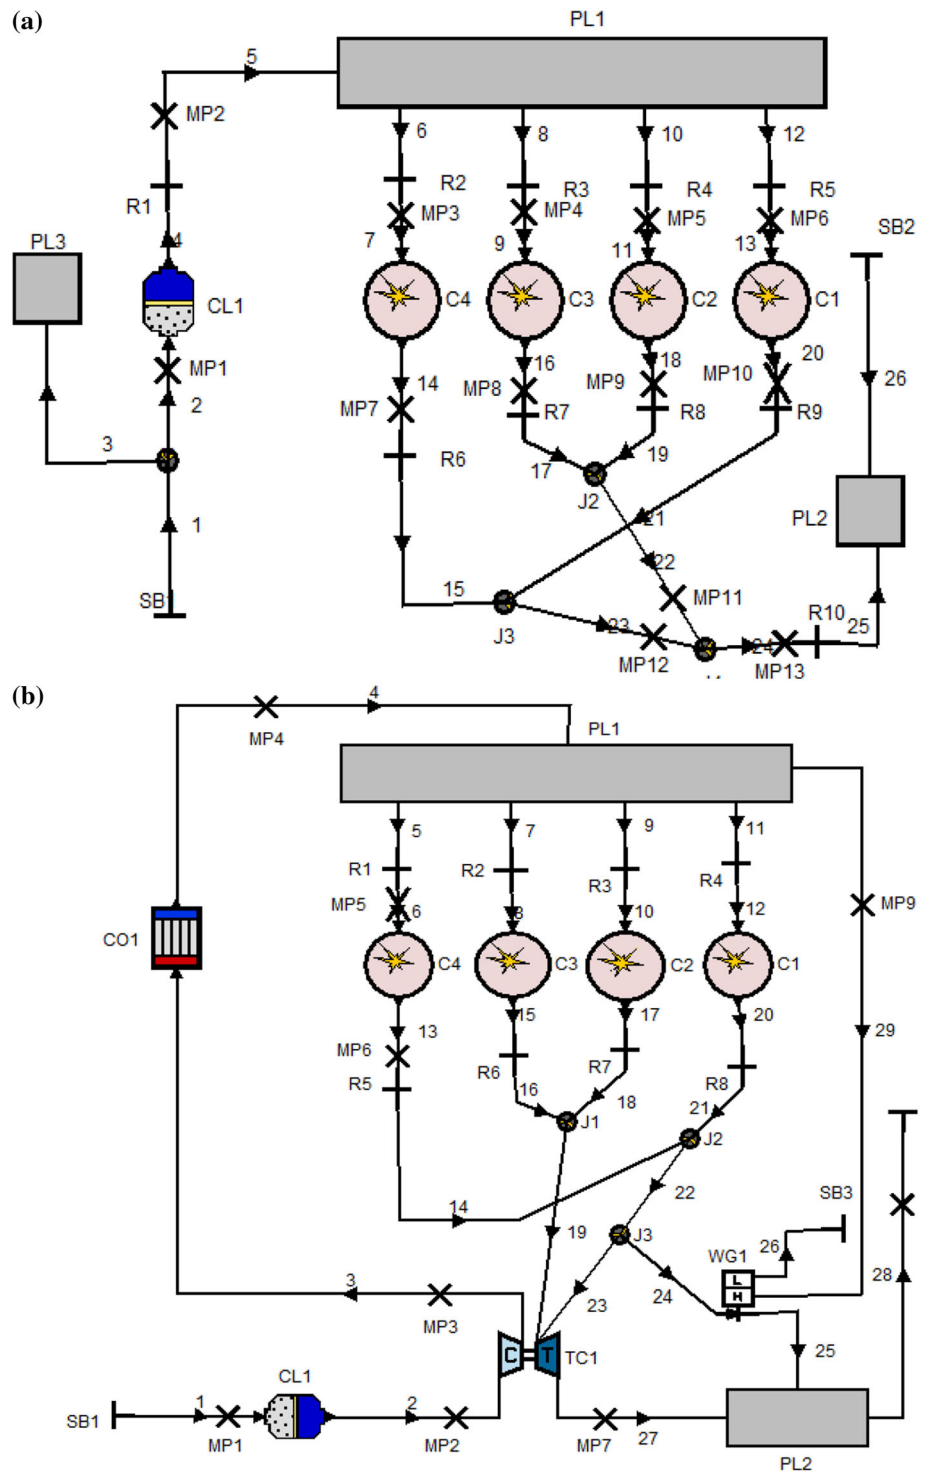 (a)
PL1
5
MP2
6
8
10
12
R1
R2
R3
R4
R5
MP3
MP4
MP5
MP6
SB2
PL3
4
7
9
11
13
CL1
C4
C3
C2
C1
MP1
14
16
18
20
26
2
MP7
MP8
MP9
MP10
R7
R8
R9
3
R6
17
19
J2
21
PL2
1
22
SB1
15
MP11
J3
23
R10
25
24
MP12
MP13
(b)
4
MP4
PL1
5
7
9
11
R1
R2
R3
R4
MP5
6
8
10
12
MP9
CO1
C4
C3
C2
C1
13
15
17
20
29
MP6
R5
R6
R7
R8
16
18
21
J1
J2
14
19
22
SB3
J3
WG1
26
L
H
3
23
24
28
MP3
C
T
TC1
25
CL1
1
2
SB1
MP1
MP2
MP7
27
PL2